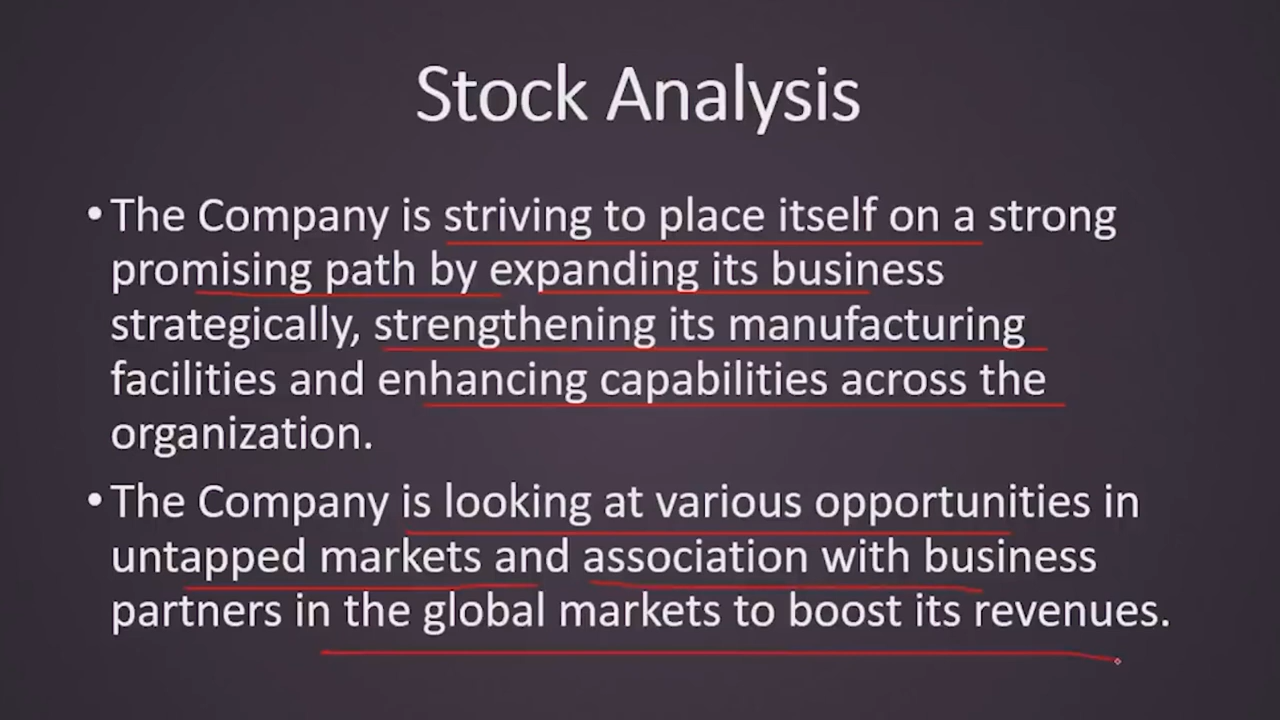 Stock Analysis
• The Company is striving to place itself on a strong
promising path by expanding its business
strategically, strengthening its manufacturing
facilities and enhancing capabilities across the
organization.
• The Company is looking at various opportunities in
untapped markets and association with business
partners in the global markets to boost its revenues.